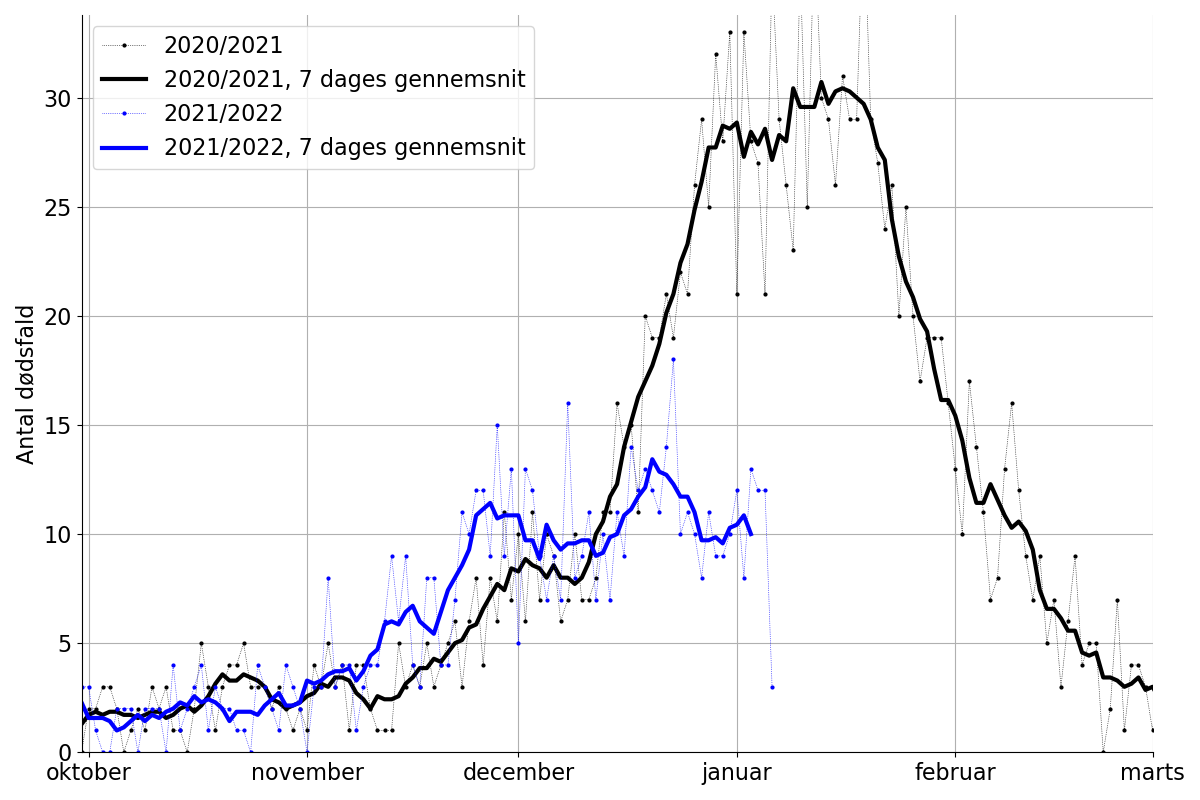 2020/2021
2020/2021, 7 dages gennemsnit
2021/2022
2021/2022, 7 dages gennemsnit
Antal dødsfald
30
25
20
15
10
5
0
oktober november december januar februar marts